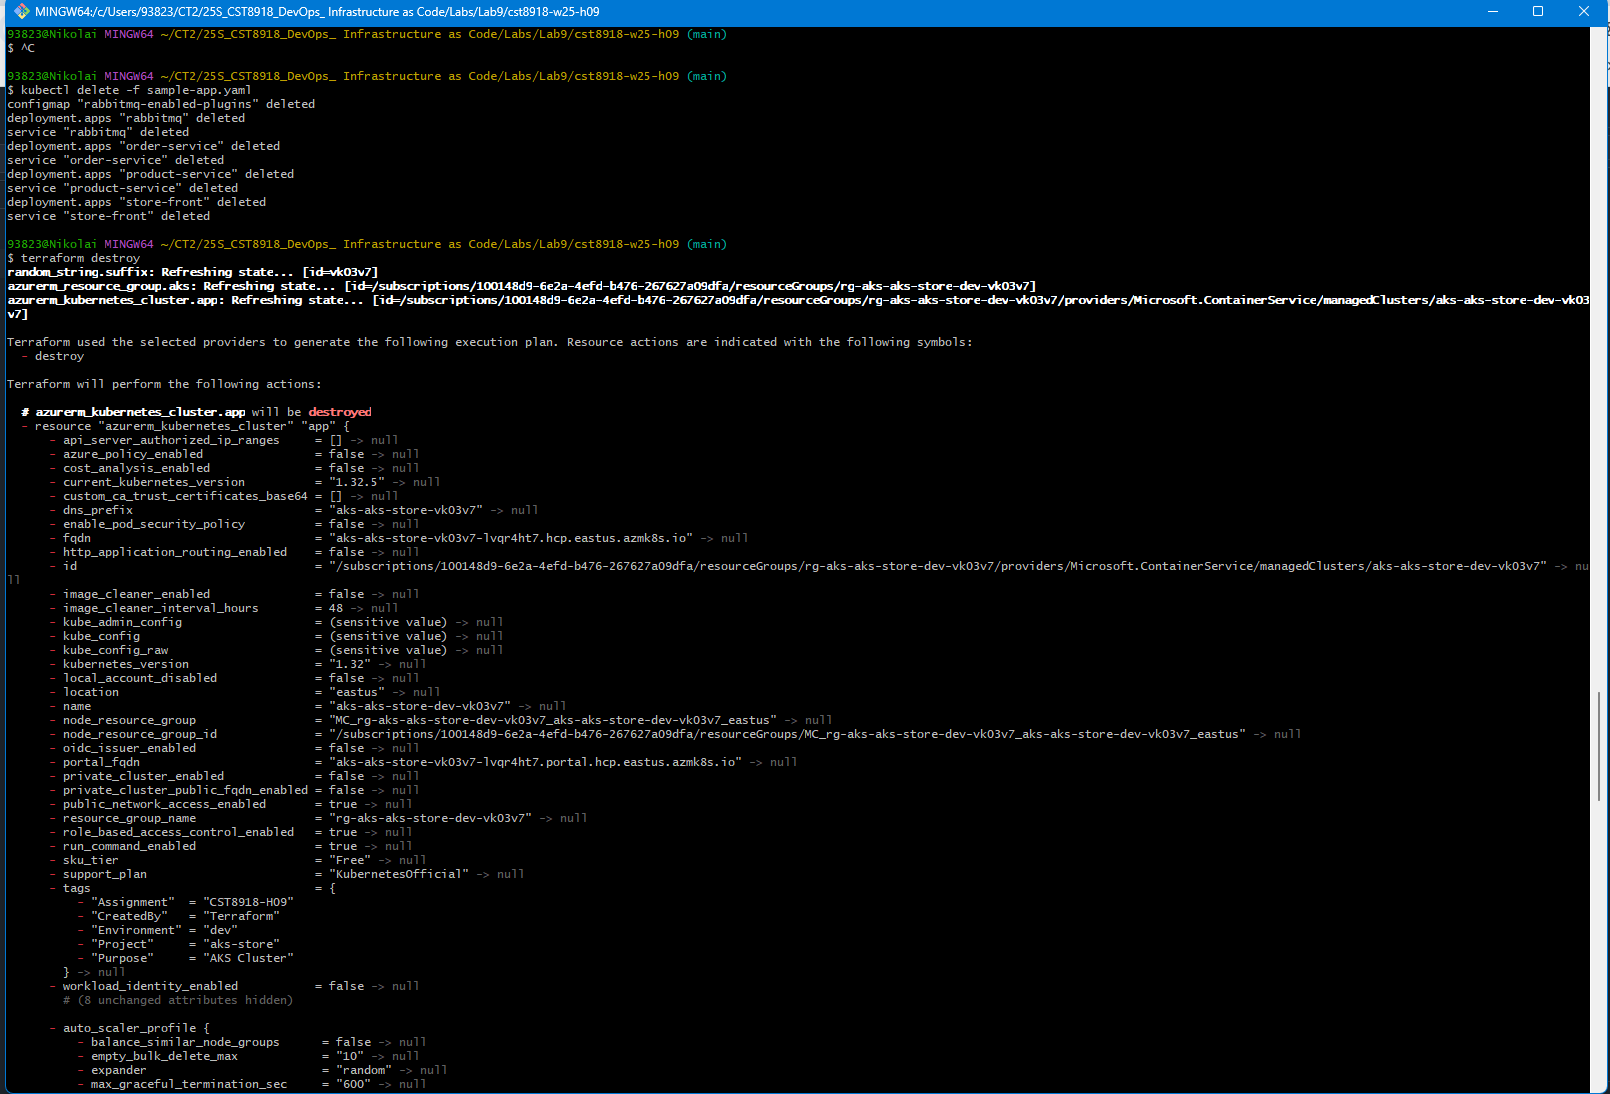 MINGW64:/c/Users/93823/CT2/25S_CST8918_DevOps_ Infrastructure as Code/Labs/Lab9/cst8918-w25-h09
93823@Nikolai MINGW64 ~/CT2/25S_CST8918_DevOps_ Infrastructure as Code/Labs/Lab9/cst8918-w25-h09 (main)
$ ^C
93823@Nikolai MINGW64 ~/CT2/25S_CST8918_DevOps_ Infrastructure as Code/Labs/Lab9/cst8918-w25-h09 (main)
$ kubectl delete -f sample-app.yaml
configmap "rabbitmq-enabled-plugins" deleted
deployment.apps "rabbitmq" deleted
service "rabbitmq" deleted
deployment.apps "order-service" deleted
service "order-service" deleted
deployment.apps "product-service" deleted
service "product-service" deleted
deployment.apps "store-front" deleted
service "store-front" deleted
93823@Nikolai MINGW64 ~/CT2/25S_CST8918_DevOps_ Infrastructure as Code/Labs/Lab9/cst8918-w25-h09 (main)
$ terraform destroy
random_string.suffix: Refreshing state... [id=vk03v7]
azurerm_resource_group.aks: Refreshing state... [id=/subscriptions/100148d9-6e2a-4efd-b476-267627a09dfa/resourceGroups/rg-aks-aks-store-dev-vk03v7]
azurerm_kubernetes_cluster.app: Refreshing state... [id=/subscriptions/100148d9-6e2a-4efd-b476-267627a09dfa/resourceGroups/rg-aks-aks-store-dev-vk03v7/providers/Microsoft.ContainerService/managedClusters/aks-aks-store-dev-vk03
v7]
Terraform used the selected providers to generate the following execution plan. Resource actions are indicated with the following symbols:
- destroy
Terraform will perform the following actions:
# azurerm_kubernetes_cluster.app will be destroyed
- resource "azurerm_kubernetes_cluster" "app" {
- api_server_authorized_ip_ranges = [] -> null
- azure_policy_enabled = false -> null
- cost_analysis_enabled = false -> null
- current_kubernetes_version = "1.32.5" -> null
- custom_ca_trust_certificates_base64 = [] -> null
- dns_prefix = "aks-aks-store-vk03v7" -> null
- enable_pod_security_policy = false -> null
- fqdn = "aks-aks-store-vk03v7-lvqr4ht7.hcp.eastus.azmk8s.io" -> null
- http_application_routing_enabled = false -> null
- id = "/subscriptions/100148d9-6e2a-4efd-b476-267627a09dfa/resourceGroups/rg-aks-aks-store-dev-vk03v7/providers/Microsoft.ContainerService/managedClusters/aks-aks-store-dev-vk03v7" -> nu
ll
- image_cleaner_enabled = false -> null
- image_cleaner_interval_hours = 48 -> null
- kube_admin_config = (sensitive value) -> null
- kube_config = (sensitive value) -> null
- kube_config_raw = (sensitive value) -> null
- kubernetes_version = "1.32" -> null
- local_account_disabled = false -> null
- location = "eastus" -> null
- name = "aks-aks-store-dev-vk03v7" -> null
- node_resource_group = "MC_rg-aks-aks-store-dev-vk03v7_aks-aks-store-dev-vk03v7_eastus" -> null
- node_resource_group_id = "/subscriptions/100148d9-6e2a-4efd-b476-267627a09dfa/resourceGroups/MC_rg-aks-aks-store-dev-vk03v7_aks-aks-store-dev-vk03v7_eastus" -> null
- oidc_issuer_enabled = false -> null
- portal_fqdn = "aks-aks-store-vk03v7-lvqr4ht7.portal.hcp.eastus.azmk8s.io" -> null
- private_cluster_enabled = false -> null
- private_cluster_public_fqdn_enabled = false -> null
- public_network_access_enabled = true -> null
- resource_group_name = "rg-aks-aks-store-dev-vk03v7" -> null
- role_based_access_control_enabled = true -> null
- run_command_enabled = true -> null
- sku_tier = "Free" -> null
- support_plan = "KubernetesOfficial" -> null
- tags = {
- "Assignment" = "CST8918-H09"
- "CreatedBy" = "Terraform"
- "Environment" = "dev"
- "Project" = "aks-store"
- "Purpose" = "AKS Cluster"
} -> null
- workload_identity_enabled = false -> null
# (8 unchanged attributes hidden)
- auto_scaler_profile {
- balance_similar_node_groups = false -> null
- empty_bulk_delete_max = "10" -> null
- expander = "random" -> null
- max_graceful_termination_sec = "600" -> null